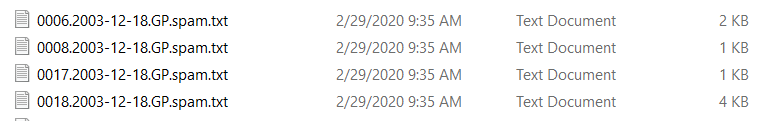 0006.2003-12-18.GP.spam.txt 2/29/2020 9:35 AM Text Document 2 KB
0008.2003-12-18.GP.spam.txt 2/29/2020 9:35 AM Text Document 1 KB
0017.2003-12-18.GP.spam.txt 2/29/2020 9:35 AM Text Document 1 KB
0018.2003-12-18.GP.spam.txt 2/29/2020 9:35 AM Text Document 4 KB